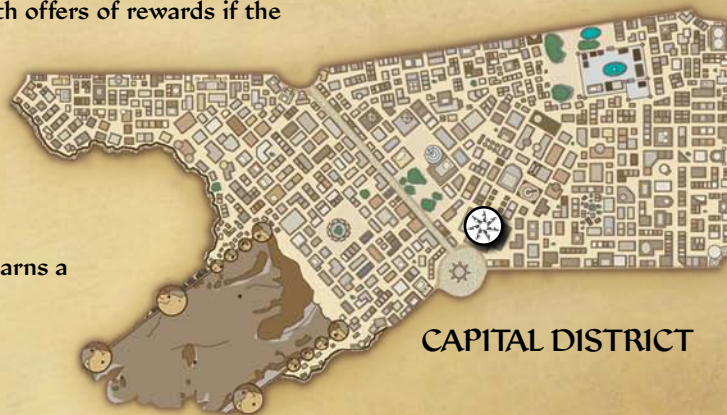 th offers of rewards if the
arns a
CAPITAL DISTRICT